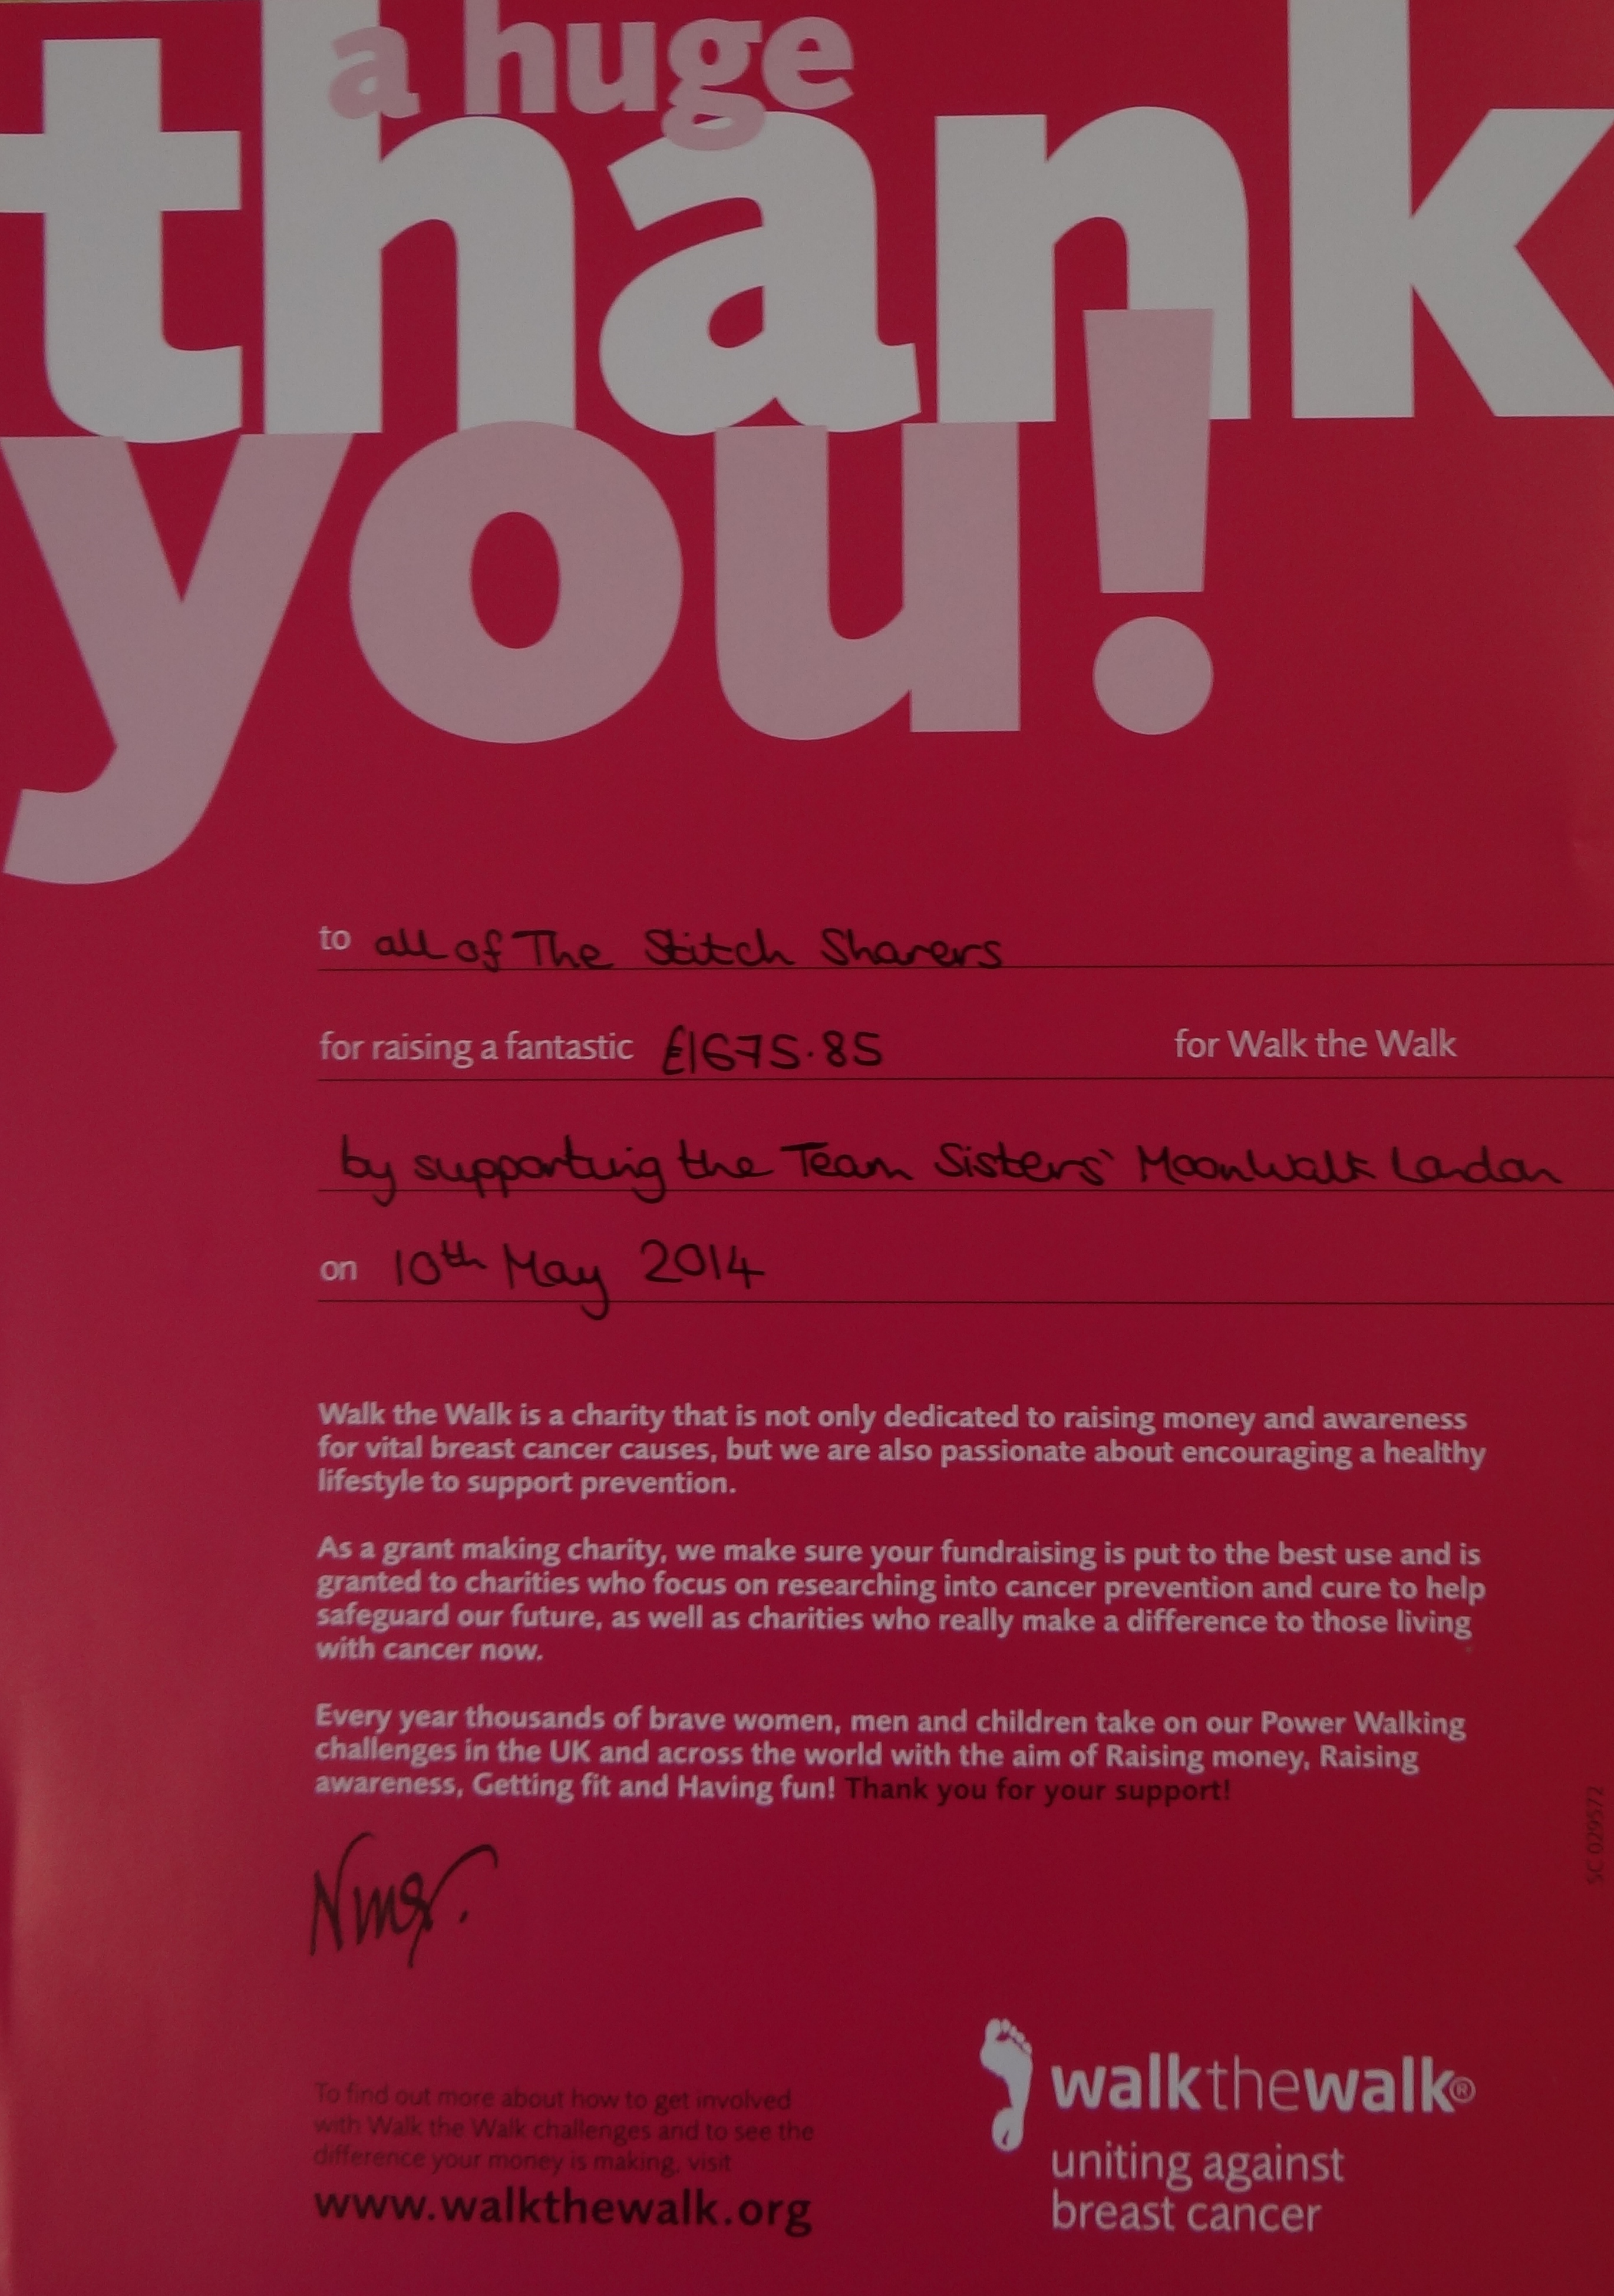 a huge
thank
you!
to all of The Stitch Sharers
for raising a fantastic £1675.85 for Walk the Walk
by supporting the Team Sisters' MoonWalk London
on 10th May 2014
Walk the Walk is a charity that is not only dedicated to raising money and awareness
for vital breast cancer causes, but we are also passionate about encouraging a healthy
lifestyle to support prevention.
As a grant making charity, we make sure your fundraising is put to the best use and is
granted to charities who focus on researching into cancer prevention and cure to help
safeguard our future, as well as charities who really make a difference to those living
with cancer now.
Every year thousands of brave women, men and children take on our Power Walking
challenges in the UK and across the world with the aim of Raising money, Raising
awareness, Getting fit and Having fun! Thank you for your support!
SC 029572
To find out more about how to get involved
with Walk the Walk challenges and to see the
difference your money is making, visit
www.walkthewalk.org
walkthewalk®
uniting against
breast cancer